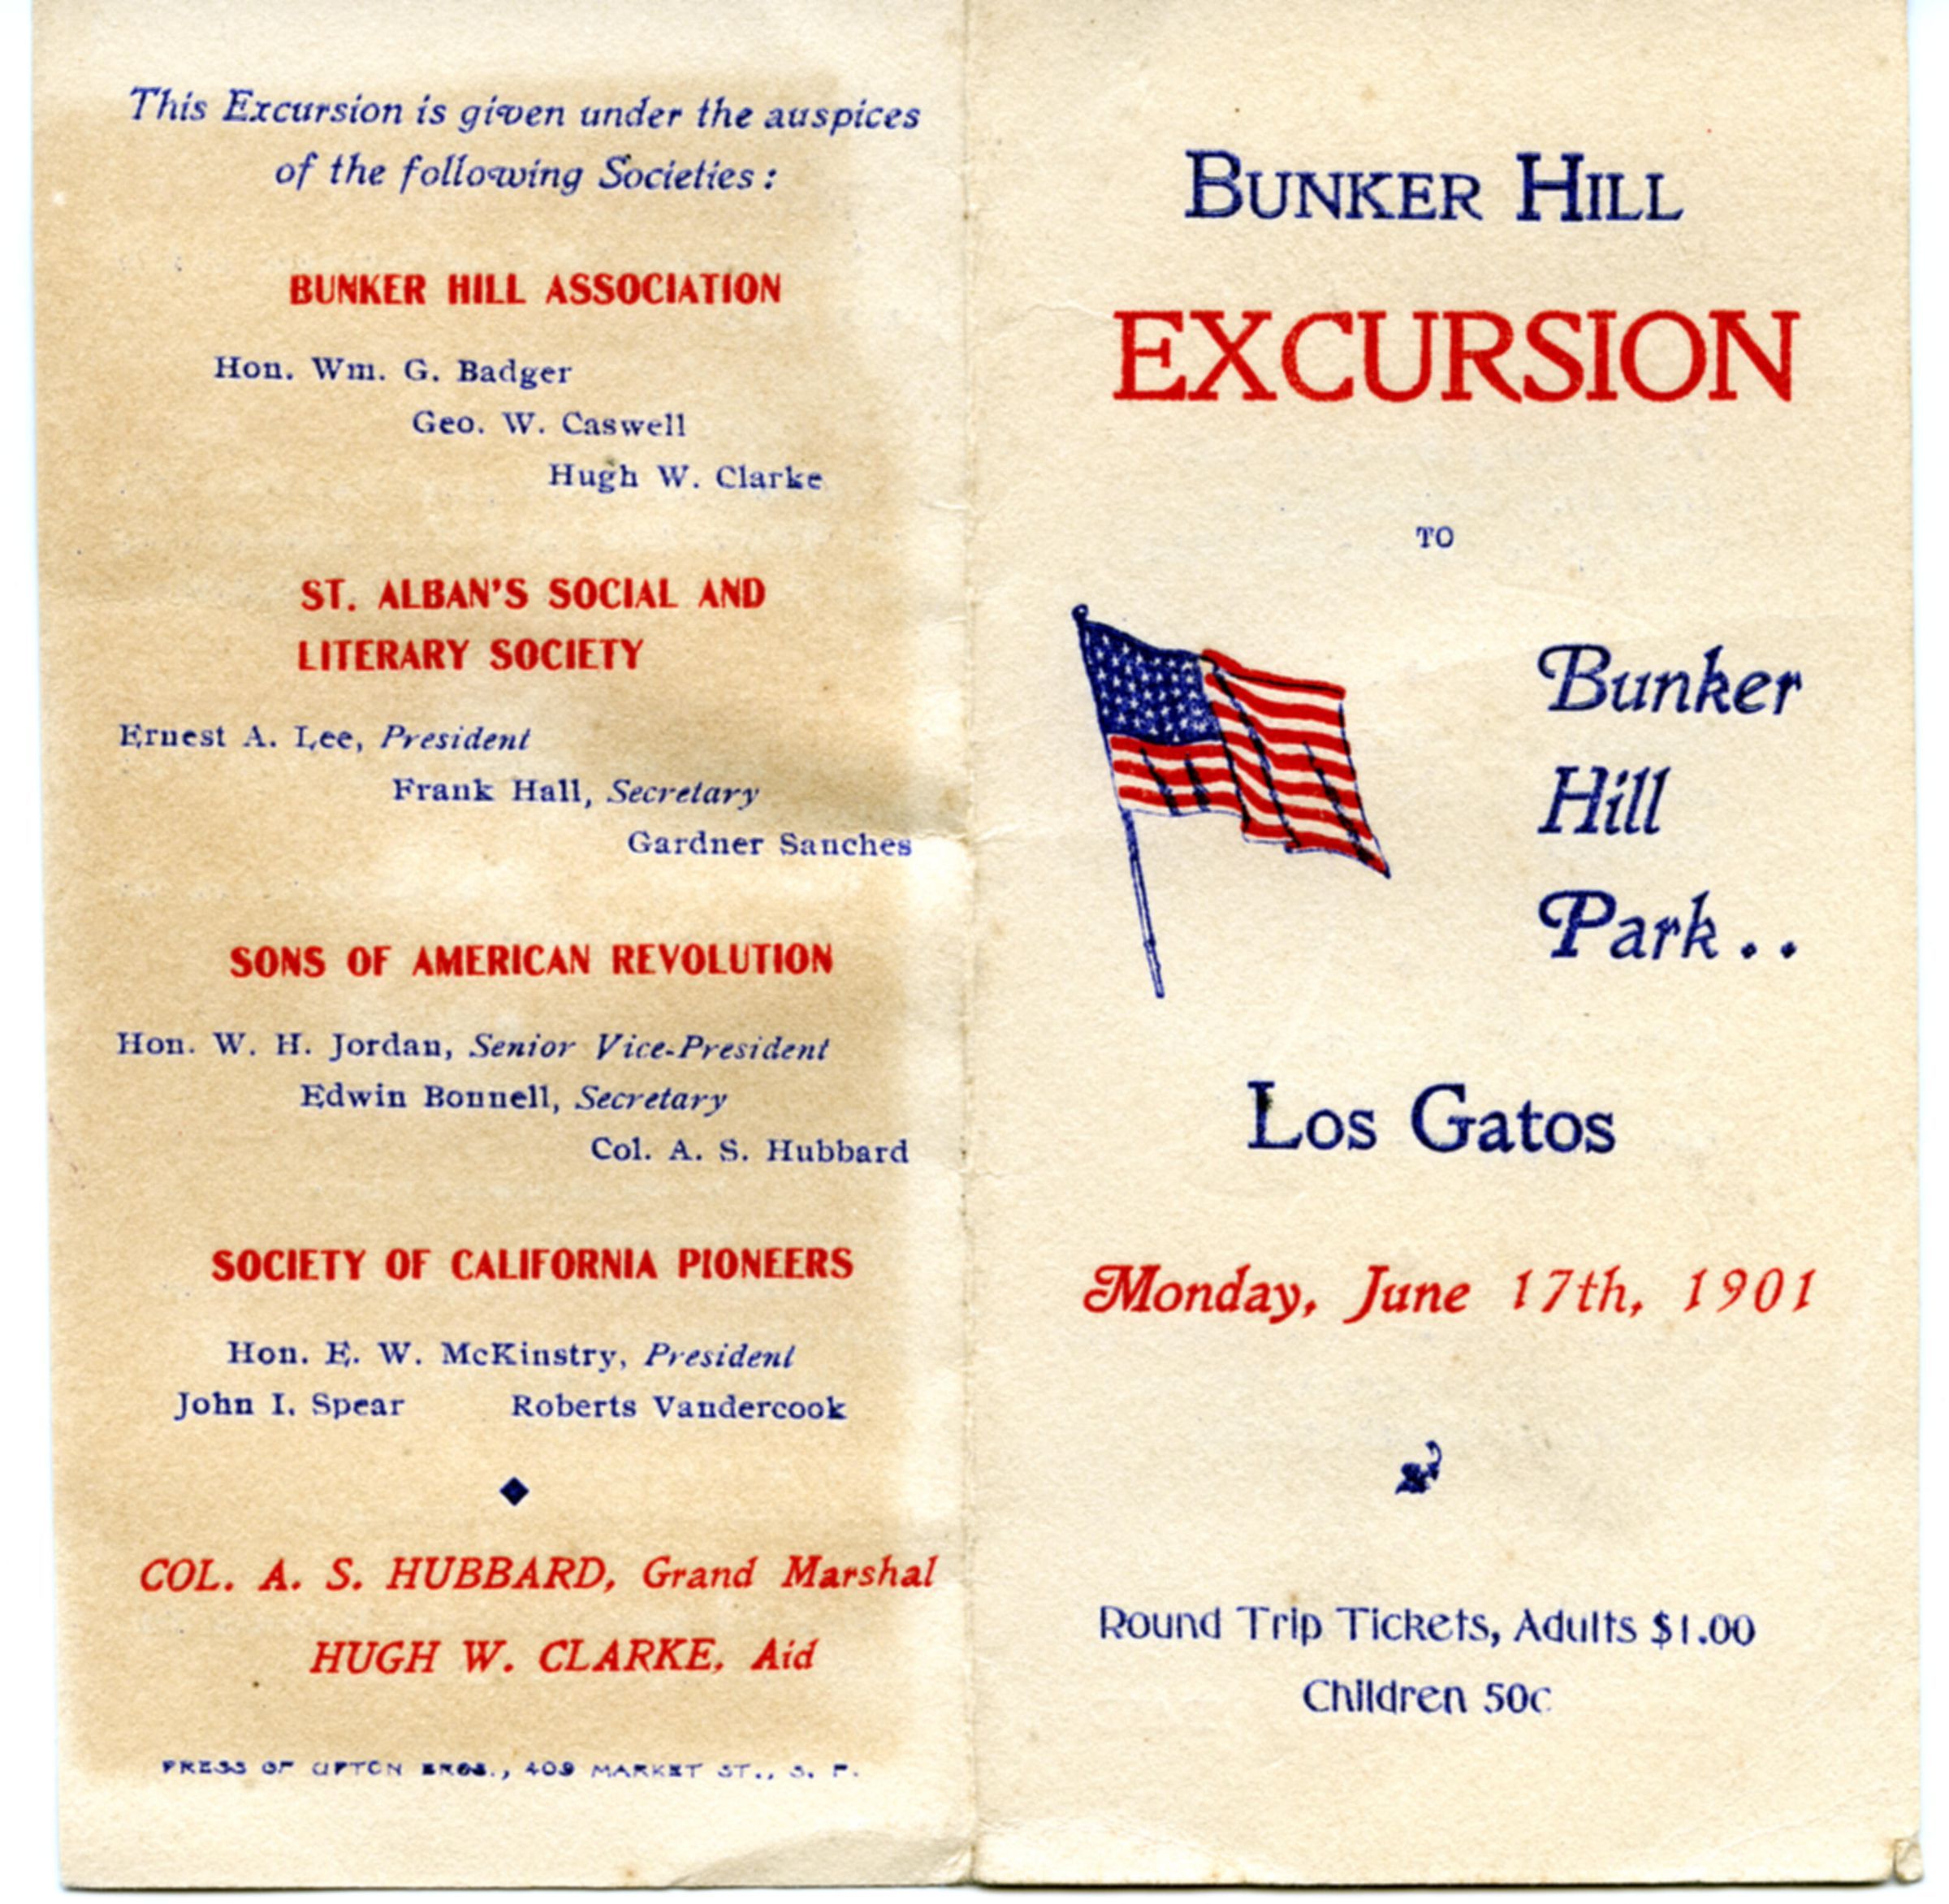 This Excursion is given under the auspices
of the following Societies :
BUNKER HILL ASSOCIATION
Hon. Wm. G. Badger
Geo. W. Caswell
Hugh W. Clarke
ST. ALBAN'S SOCIAL AND
LITERARY SOCIETY
Ernest A. Lee, President
Frank Hall, Secretary
Gardner Sanches
SONS OF AMERICAN REVOLUTION
Hon. W. H. Jordan, Senior Vice-President
Edwin Bonnell, Secretary
Col. A. S. Hubbard
SOCIETY OF CALIFORNIA PIONEERS
Hon. E. W. McKinstry, President
John I. Spear Roberts Vandercook
COL. A. S. HUBBARD, Grand Marshal
HUGH W. CLARKE, Aid
PRESS OF UPTON BROS., 409 MARKET ST., S. F.
BUNKER HILL
EXCURSION
TO
Bunker
Hill
Park . .
Los Gatos
Monday, June 17th, 1901
Round Trip Tickets, Adults $1.00
Children 50c